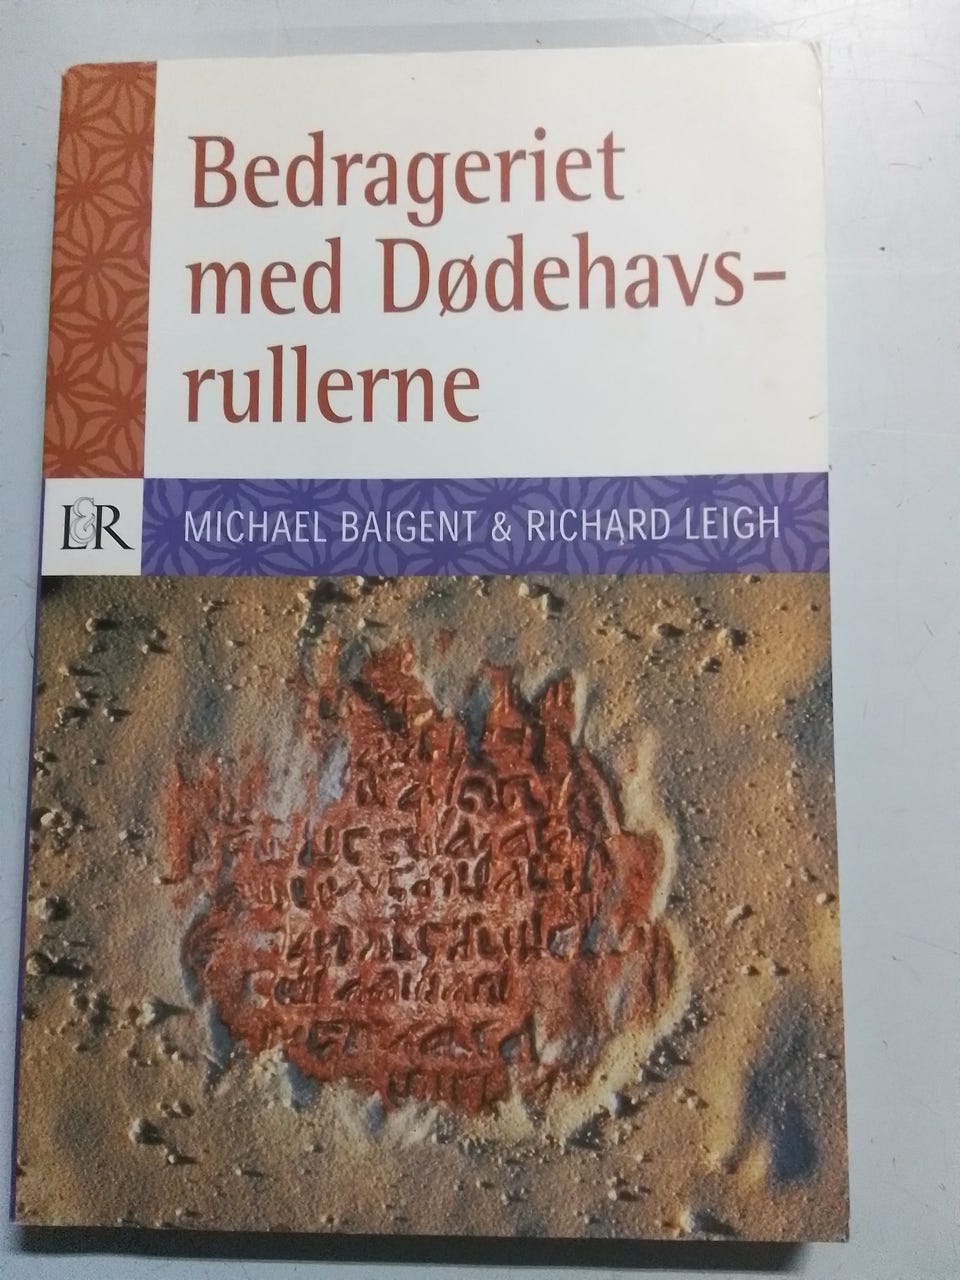 Bedrageriet
med Dødehavs-
rullerne
L&R
MICHAEL BAIGENT & RICHARD LEIGH